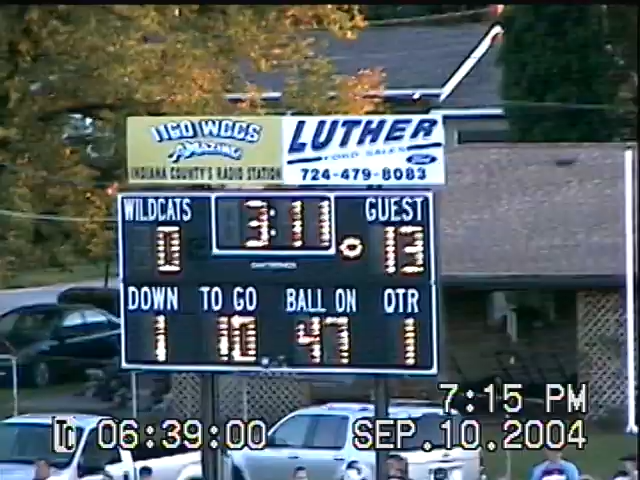 1160 WCCS
AMAZING
INDIANA COUNTY'S RADIO STATION
LUTHER
FORD SALES
Ford
724-479-8083
WILDCATS 3:10 GUEST
0 13
DOWN TO GO BALL ON QTR
1 10 47 1
7:15 PM
TC 06:39:00 SEP.10.2004